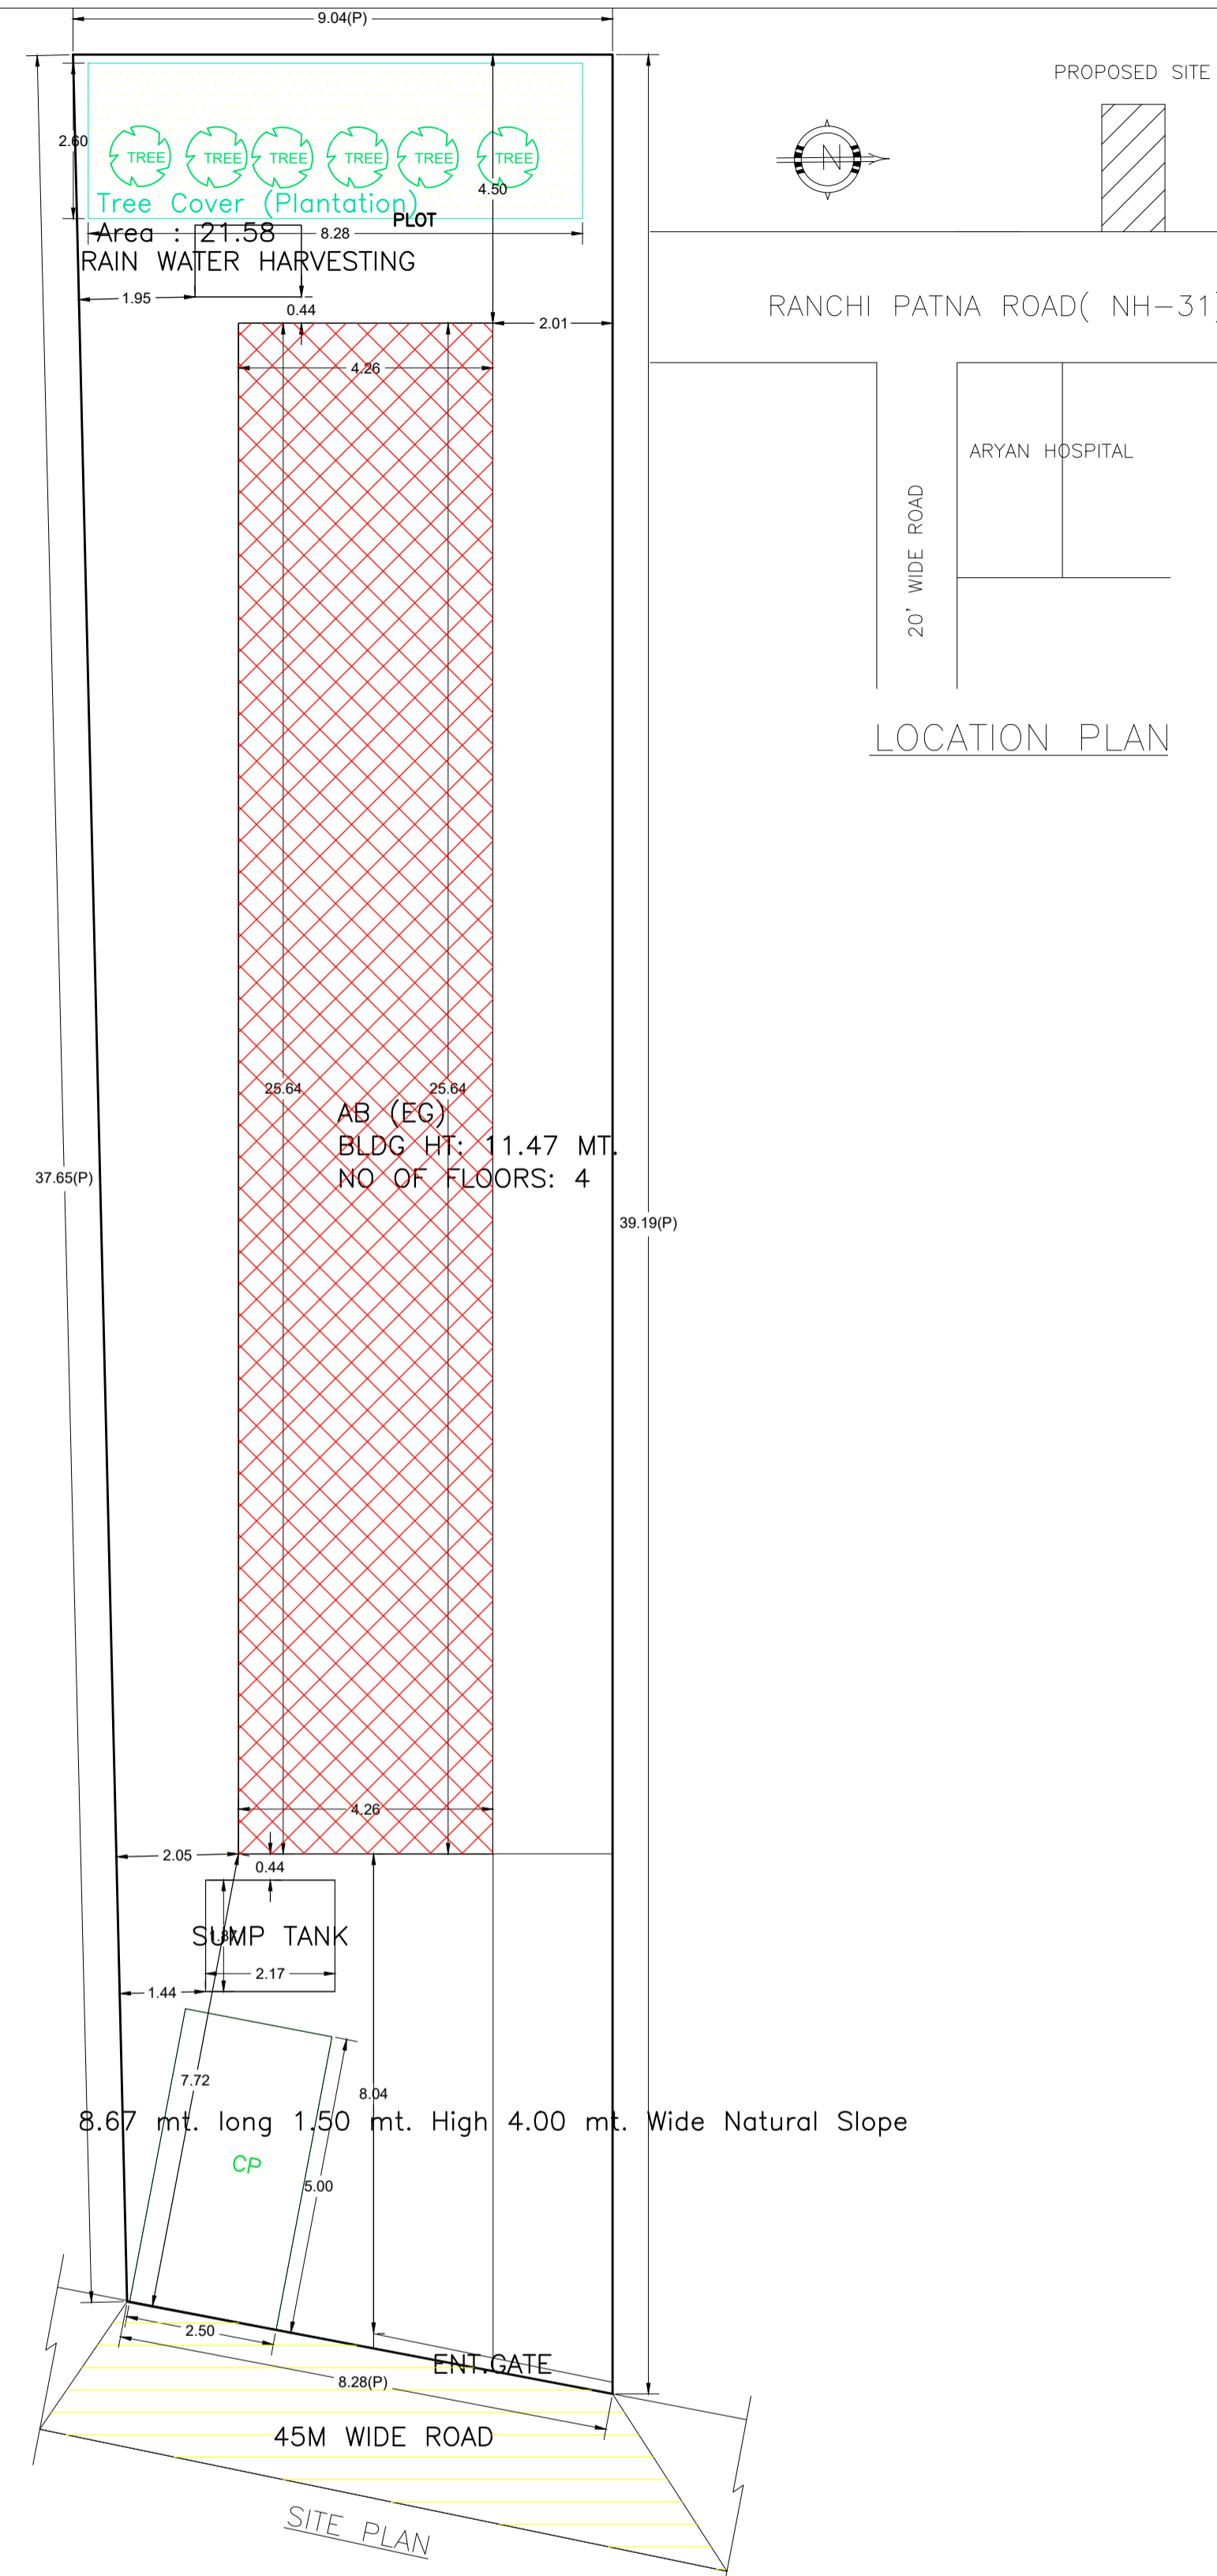 9.04(P)
PROPOSED SITE
2.60
TREE TREE TREE TREE TREE TREE
N
4.50
Tree Cover (Plantation)
PLOT
Area : 21.58
8.28
RAIN WATER HARVESTING
1.95
0.44
2.01
RANCHI PATNA ROAD( NH-31)
4.26
ARYAN HOSPITAL
20' WIDE ROAD
LOCATION PLAN
25.64
25.64
AB (EG)
BLDG HT: 11.47 MT.
NO OF FLOORS: 4
37.65(P)
39.19(P)
4.26
2.05
0.44
SUMP TANK
1.87
2.17
1.44
7.72
8.04
8.67 mt. long 1.50 mt. High 4.00 mt. Wide Natural Slope
CP
5.00
2.50
ENT.GATE
8.28(P)
45M WIDE ROAD
SITE PLAN